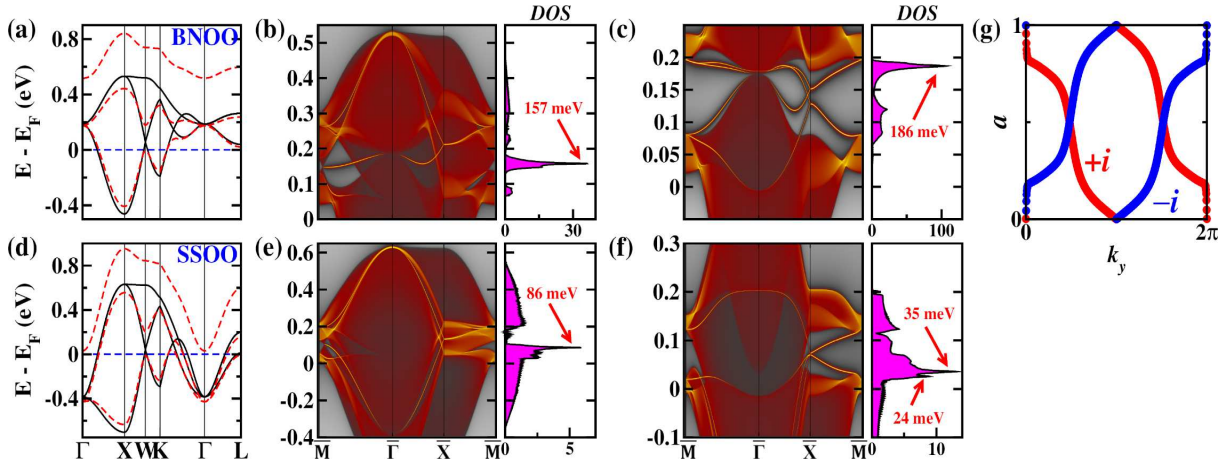 DOS
DOS
(a)
BNOO
(b)
(c)
(g)
E - E_F (eV)
0.8
0.4
0
-0.4
0.5
0.4
0.3
0.2
0.1
0
157 meV
0
30
0.2
0.15
0.1
0.05
0
186 meV
0
50
100
1
a
0
+i
−i
0
k_y
2π
(d)
SSOO
(e)
(f)
E - E_F (eV)
0.8
0.4
0
-0.4
Γ X W K Γ L
0.6
0.4
0.2
0
-0.2
-0.4
M̅ Γ̅ X̅ M̅
86 meV
0
5
0.3
0.2
0.1
0
-0.1
M̅ Γ̅ X̅ M̅
35 meV
24 meV
0
5
10